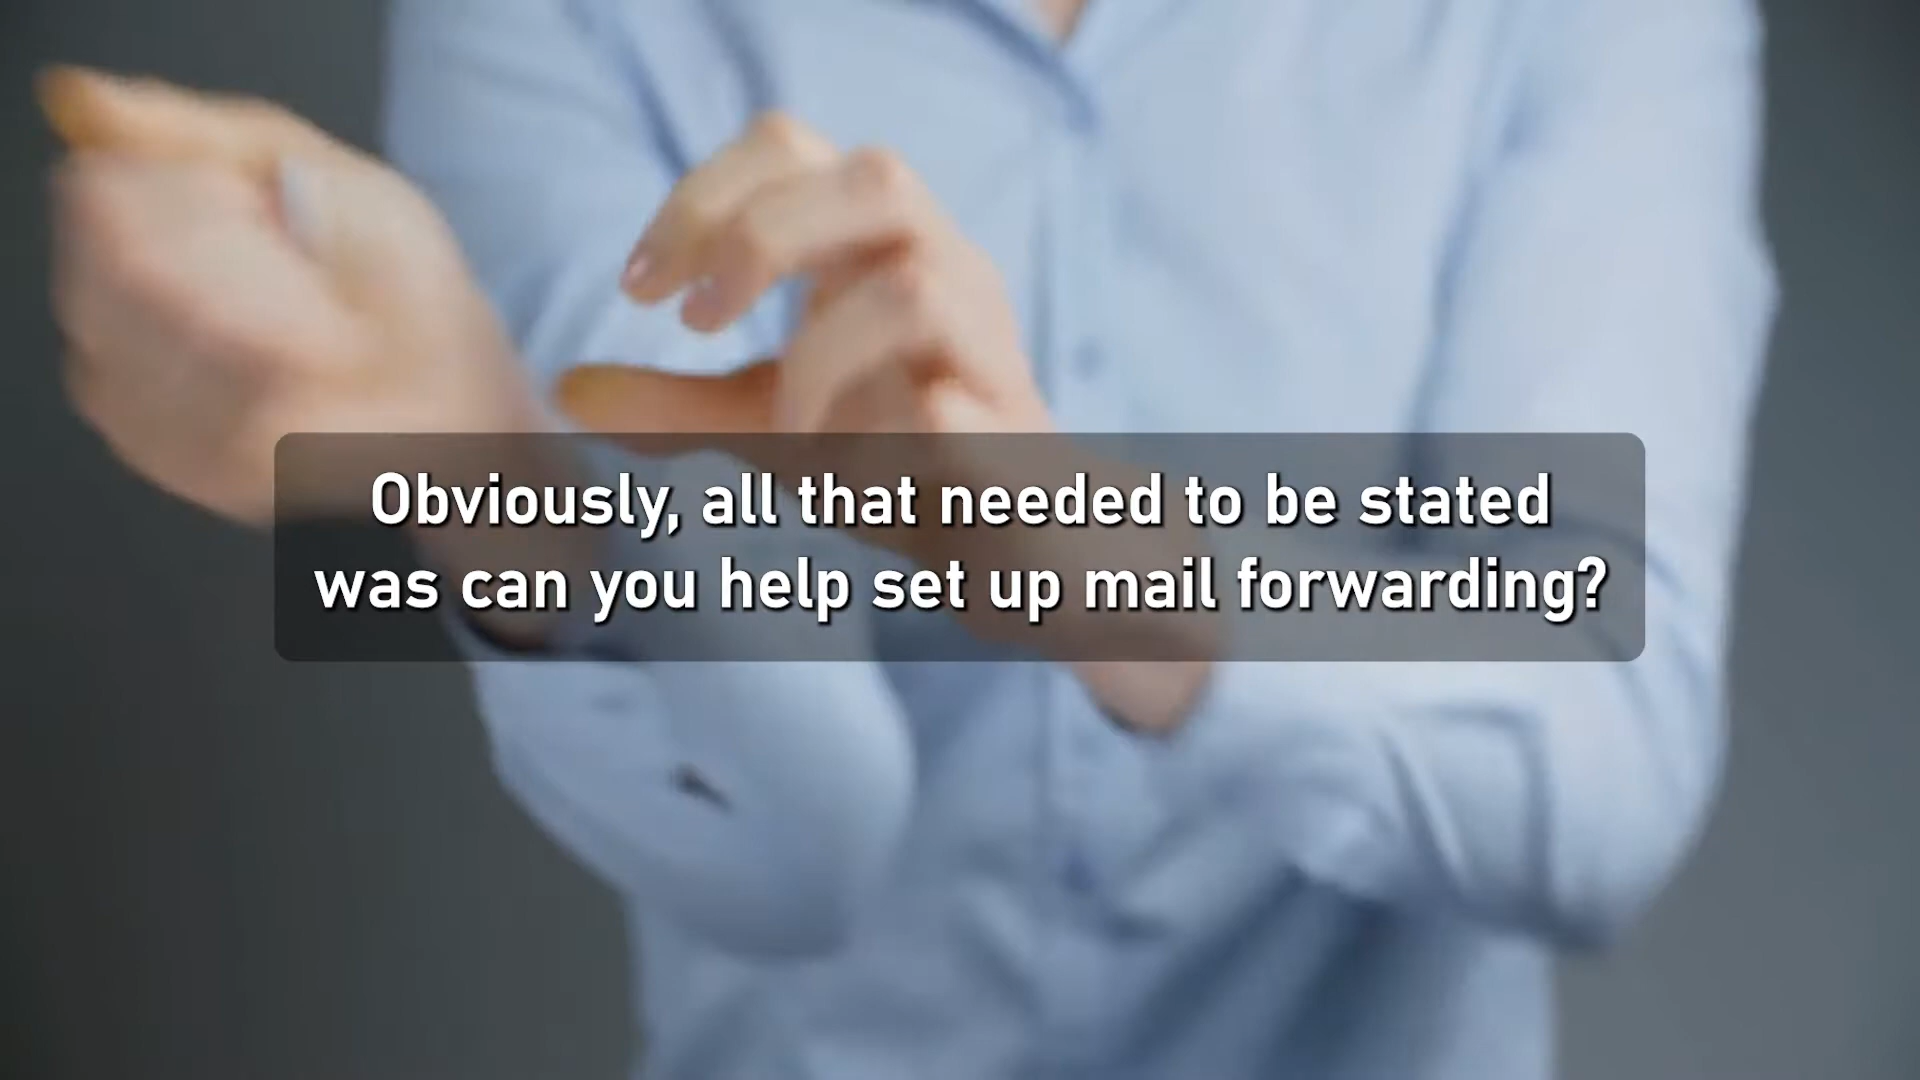 Obviously, all that needed to be stated
was can you help set up mail forwarding?